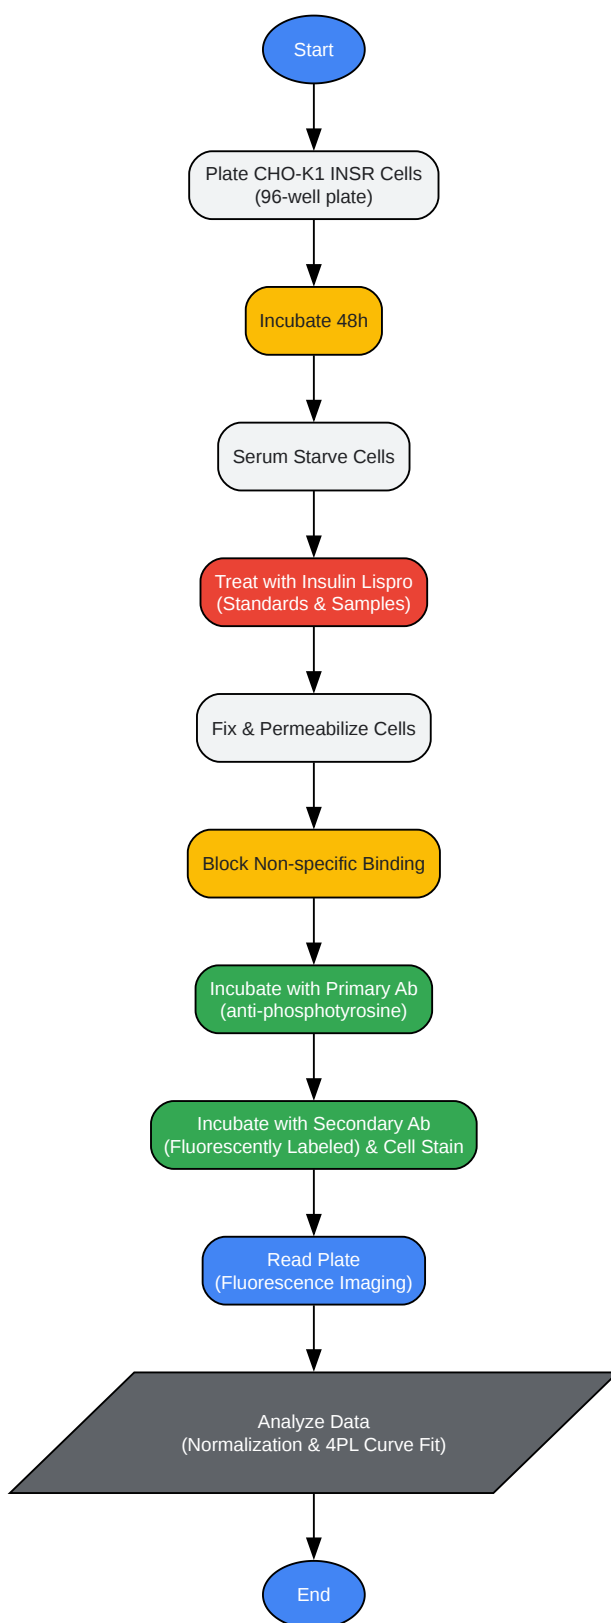 Start
Plate CHO-K1 INSR Cells
(96-well plate)
Incubate 48h
Serum Starve Cells
Treat with Insulin Lispro
(Standards & Samples)
Fix & Permeabilize Cells
Block Non-specific Binding
Incubate with Primary Ab
(anti-phosphotyrosine)
Incubate with Secondary Ab
(Fluorescently Labeled) & Cell Stain
Read Plate
(Fluorescence Imaging)
Analyze Data
(Normalization & 4PL Curve Fit)
End